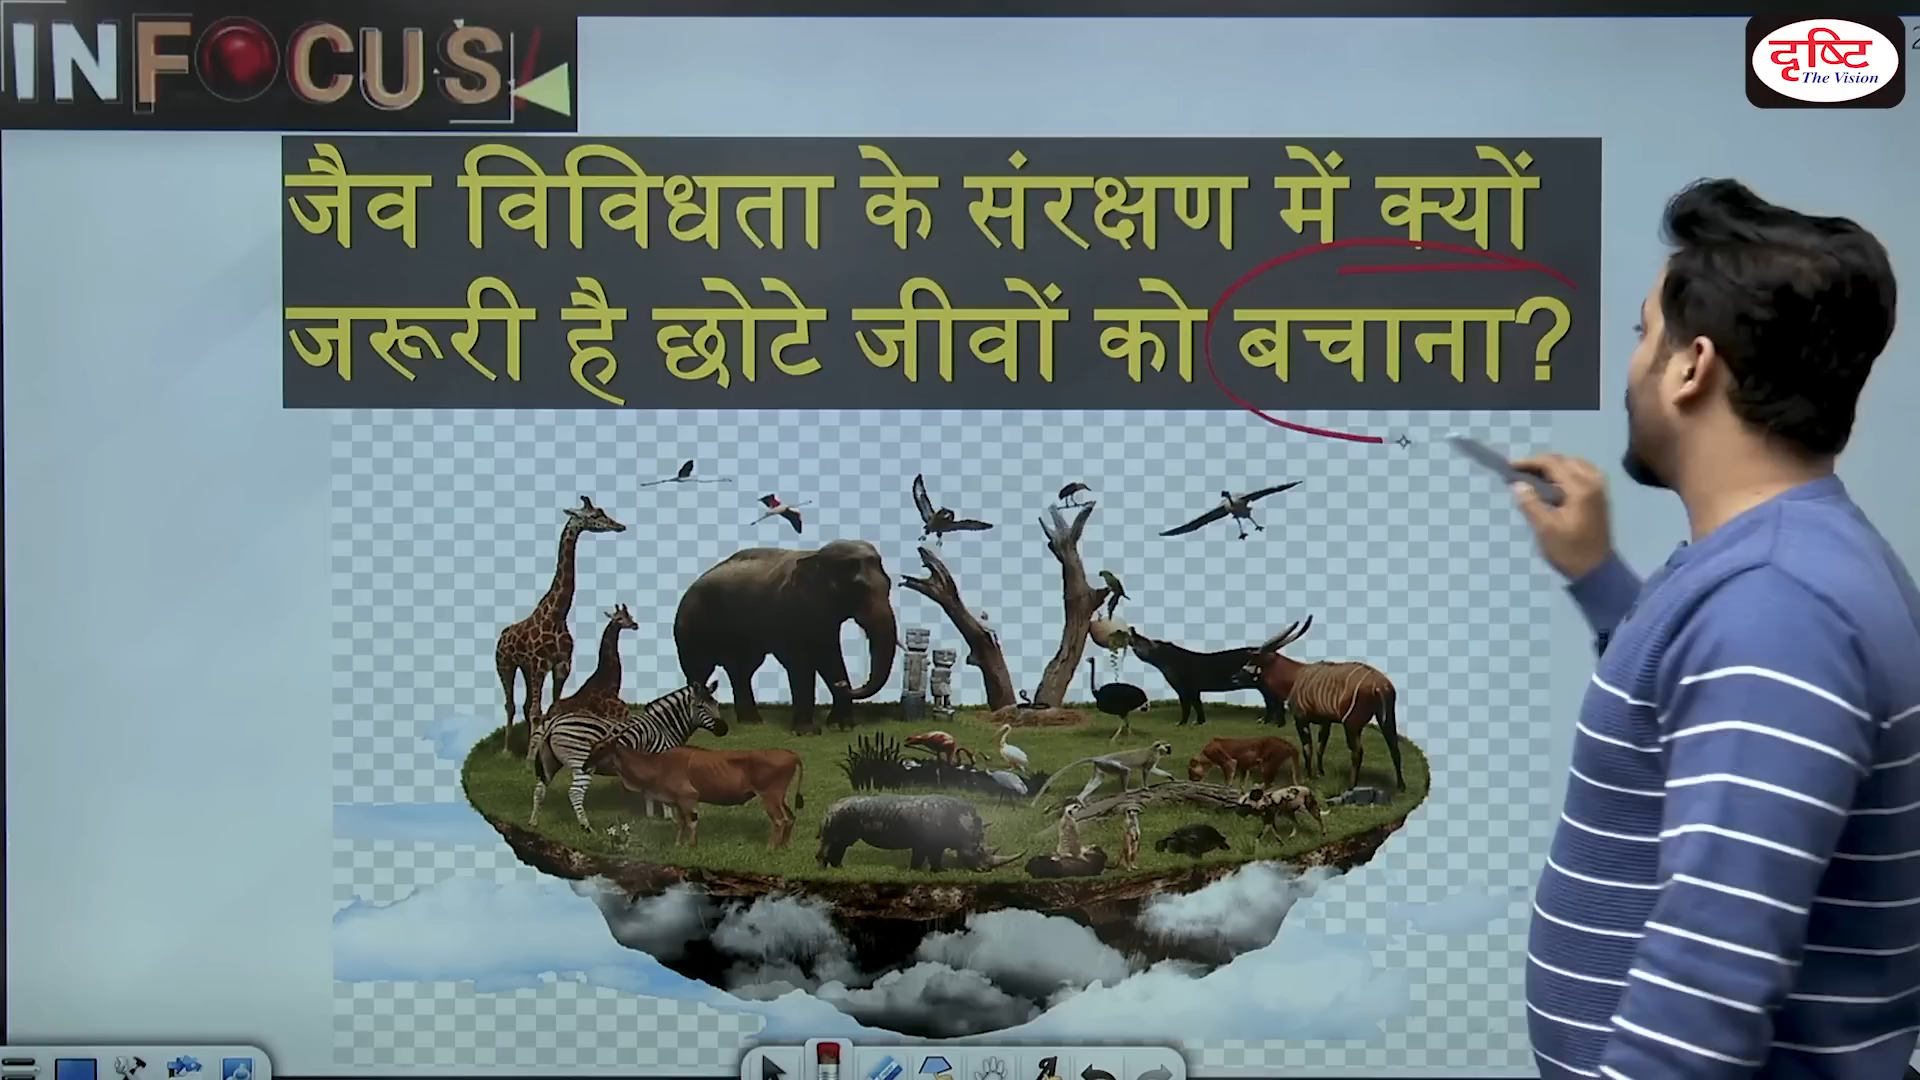 INFOCUS
दृष्टि
The Vision
जैव विविधता के संरक्षण में क्यों
जरूरी है छोटे जीवों को बचाना?